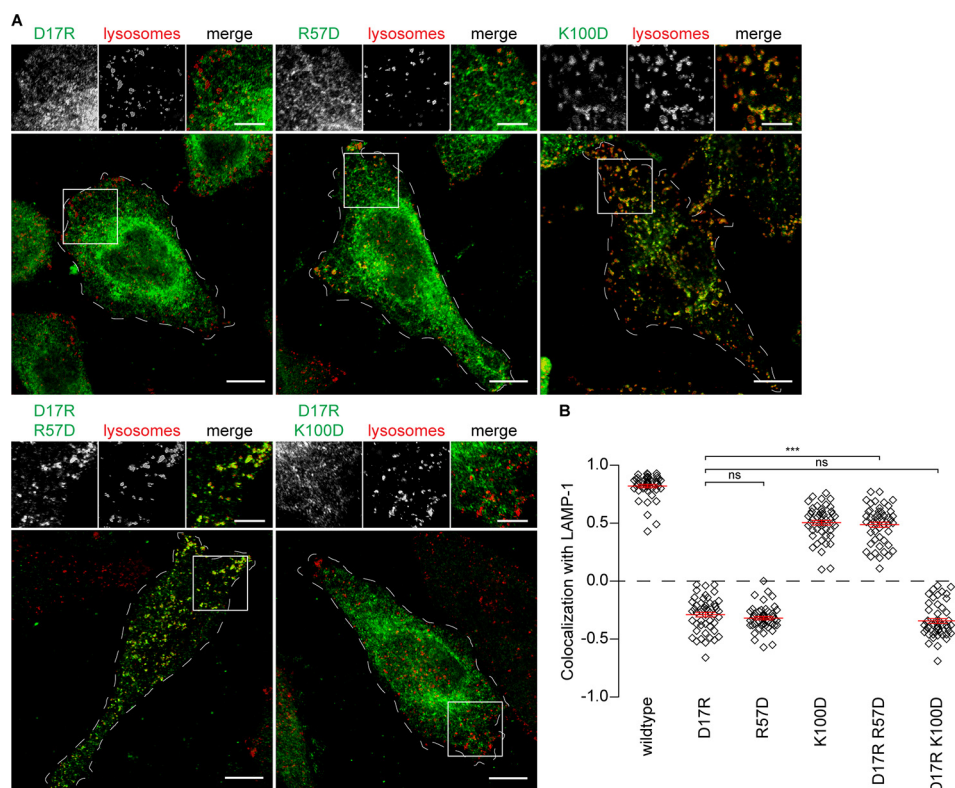 A
D17R lysosomes merge
R57D lysosomes merge
K100D lysosomes merge
D17R
R57D lysosomes merge
D17R
K100D lysosomes merge
B
Colocalization with LAMP-1
1.0
0.5
0.0
-0.5
-1.0
***
ns
ns
wildtype
D17R
R57D
K100D
D17R R57D
D17R K100D